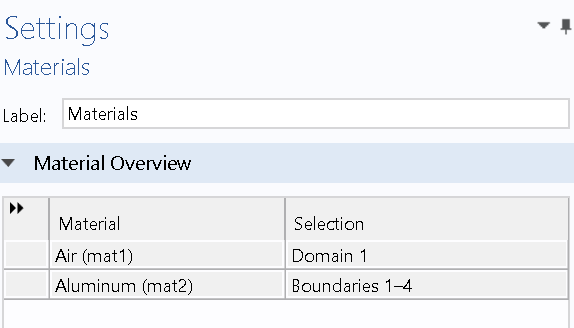 Settings
Materials
Label: Materials
Material Overview
Material Selection
Air (mat1) Domain 1
Aluminum (mat2) Boundaries 1–4